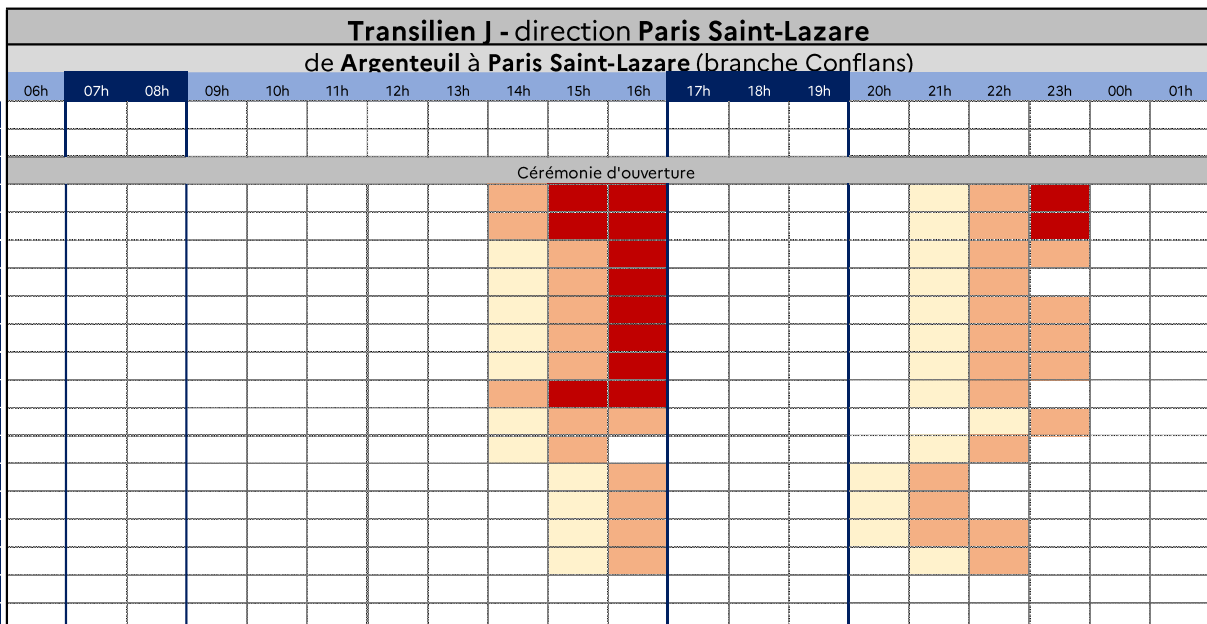 Transilien J - direction Paris Saint-Lazare
de Argenteuil à Paris Saint-Lazare (branche Conflans)
06h 07h 08h 09h 10h 11h 12h 13h 14h 15h 16h 17h 18h 19h 20h 21h 22h 23h 00h 01h
Cérémonie d'ouverture